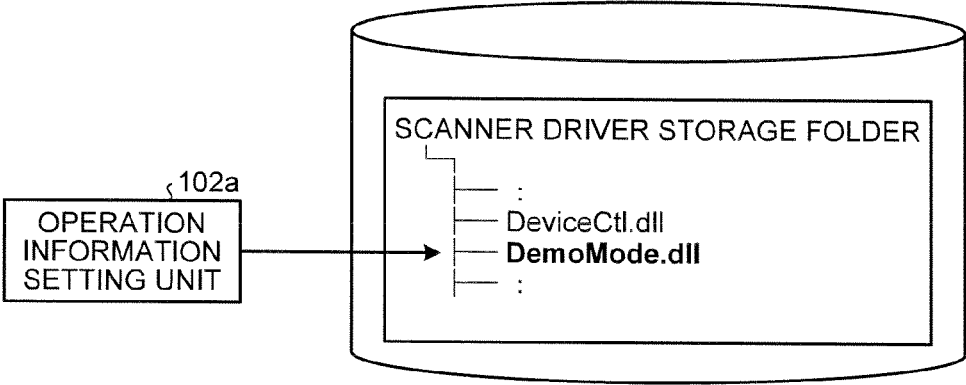 SCANNER DRIVER STORAGE FOLDER
:
DeviceCtl.dll
DemoMode.dll
:
102a
OPERATION
INFORMATION
SETTING UNIT